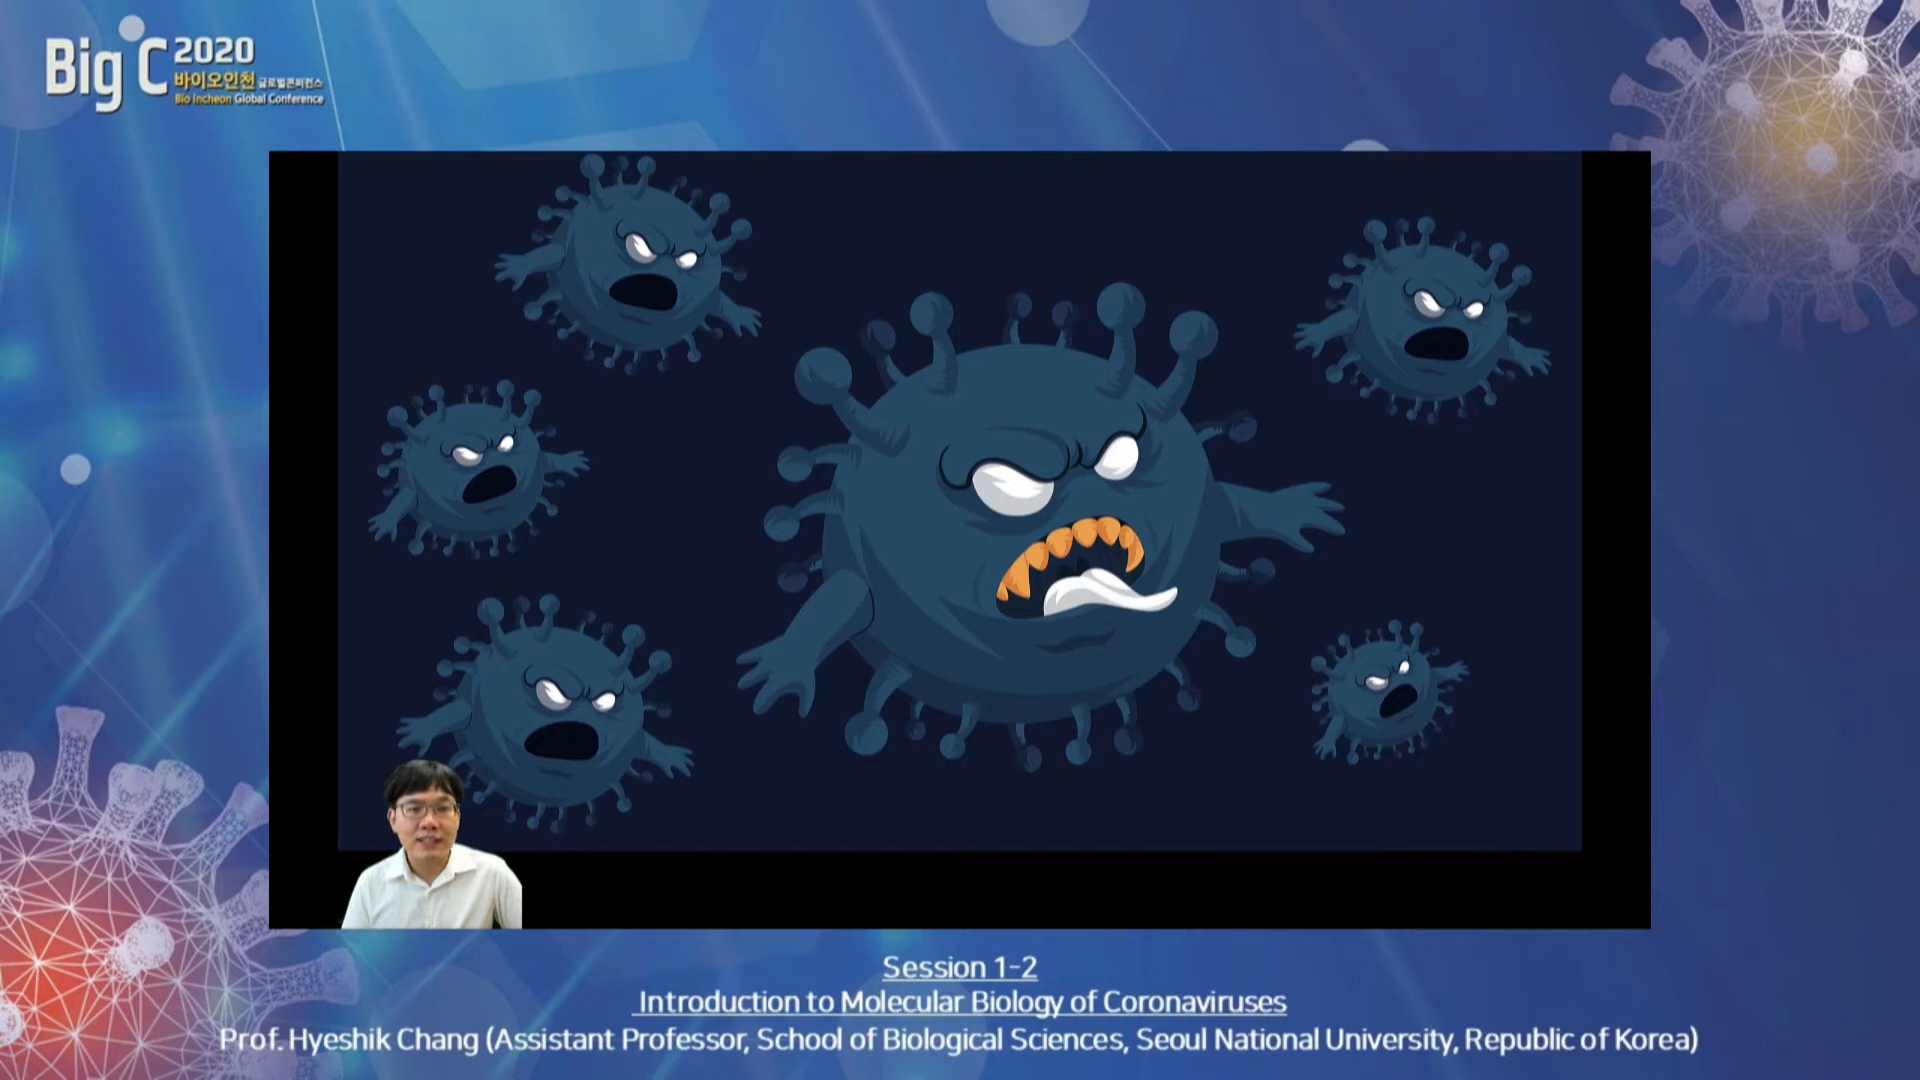 Big C 2020
바이오인천 글로벌콘퍼런스
Bio Incheon Global Conference
Session 1-2
Introduction to Molecular Biology of Coronaviruses
Prof. Hyeshik Chang (Assistant Professor, School of Biological Sciences, Seoul National University, Republic of Korea)